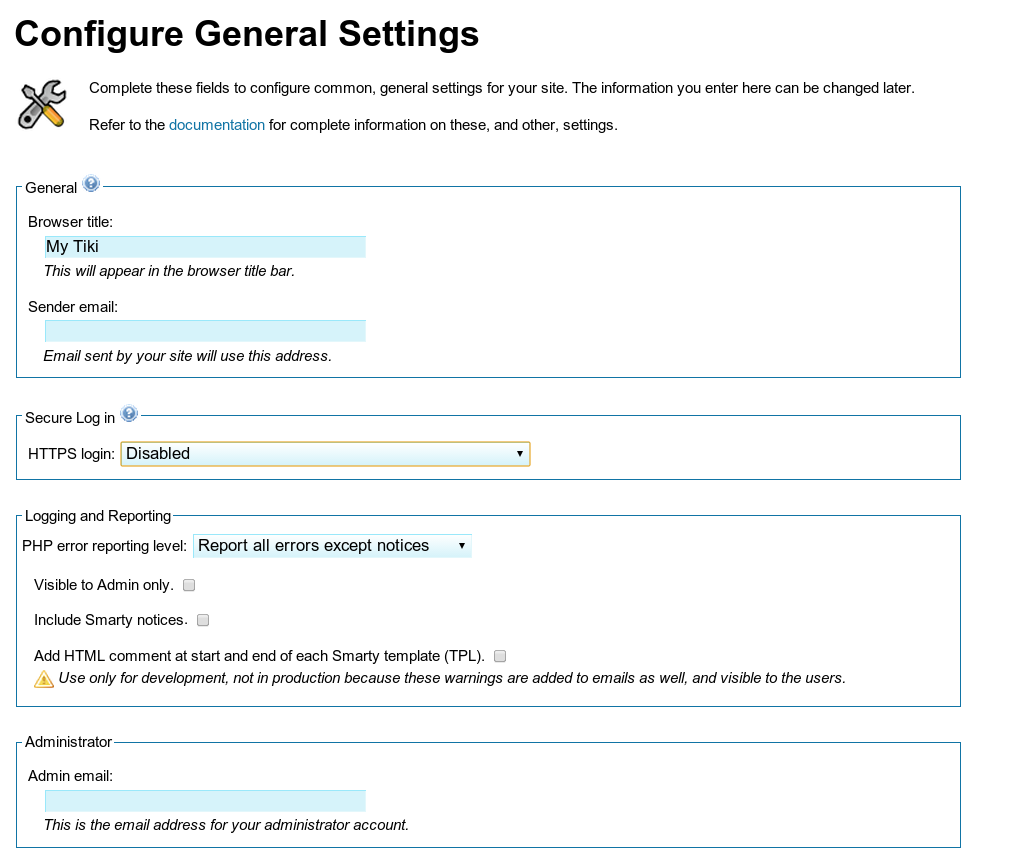 Configure General Settings
Complete these fields to configure common, general settings for your site. The information you enter here can be changed later.
Refer to the documentation for complete information on these, and other, settings.
General
Browser title:
My Tiki
This will appear in the browser title bar.
Sender email:
Email sent by your site will use this address.
Secure Log in
HTTPS login: Disabled
Logging and Reporting
PHP error reporting level: Report all errors except notices
Visible to Admin only.
Include Smarty notices.
Add HTML comment at start and end of each Smarty template (TPL).
Use only for development, not in production because these warnings are added to emails as well, and visible to the users.
Administrator
Admin email:
This is the email address for your administrator account.